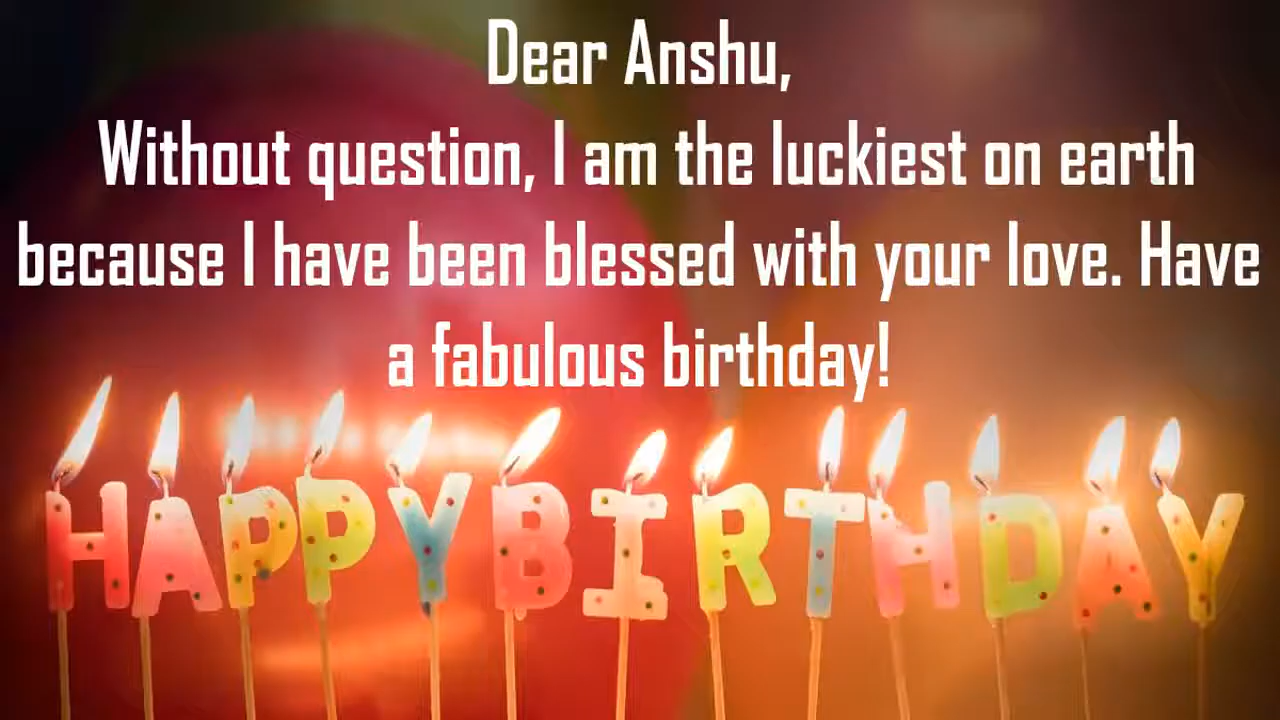 Dear Anshu,
Without question, I am the luckiest on earth
because I have been blessed with your love. Have
a fabulous birthday!
HAPPY BIRTHDAY